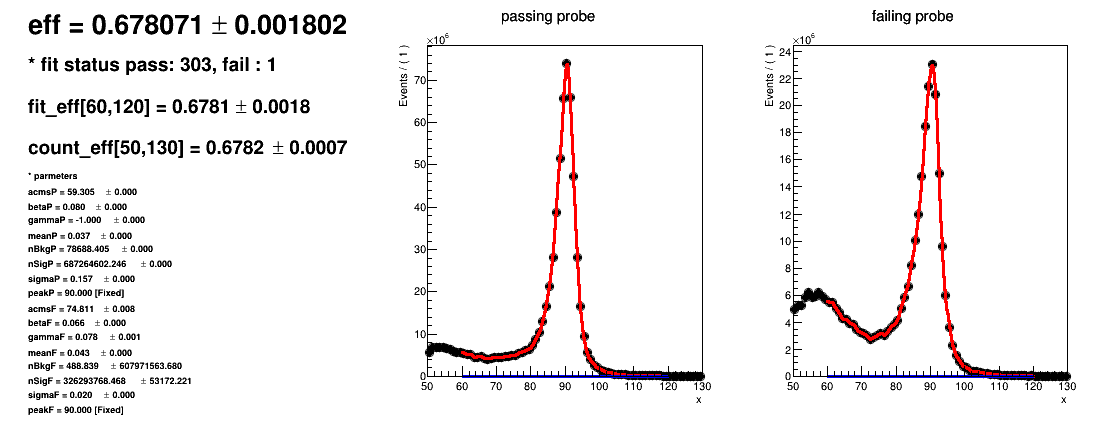 eff = 0.678071 ± 0.001802
* fit status pass: 303, fail : 1
fit_eff[60,120] = 0.6781 ± 0.0018
count_eff[50,130] = 0.6782 ± 0.0007
* parmeters
acmsP = 59.305 ± 0.000
betaP = 0.080 ± 0.000
gammaP = -1.000 ± 0.000
meanP = 0.037 ± 0.000
nBkgP = 78688.405 ± 0.000
nSigP = 687264602.246 ± 0.000
sigmaP = 0.157 ± 0.000
peakP = 90.000 [Fixed]
acmsF = 74.811 ± 0.008
betaF = 0.066 ± 0.000
gammaF = 0.078 ± 0.001
meanF = 0.043 ± 0.000
nBkgF = 488.839 ± 607971563.680
nSigF = 326293768.468 ± 53172.221
sigmaF = 0.020 ± 0.000
peakF = 90.000 [Fixed]
passing probe
×10⁶
Events / ( 1 )
70
60
50
40
30
20
10
0
50 60 70 80 90 100 110 120 130
x
failing probe
×10⁶
Events / ( 1 )
24
22
20
18
16
14
12
10
8
6
4
2
0
50 60 70 80 90 100 110 120 130
x